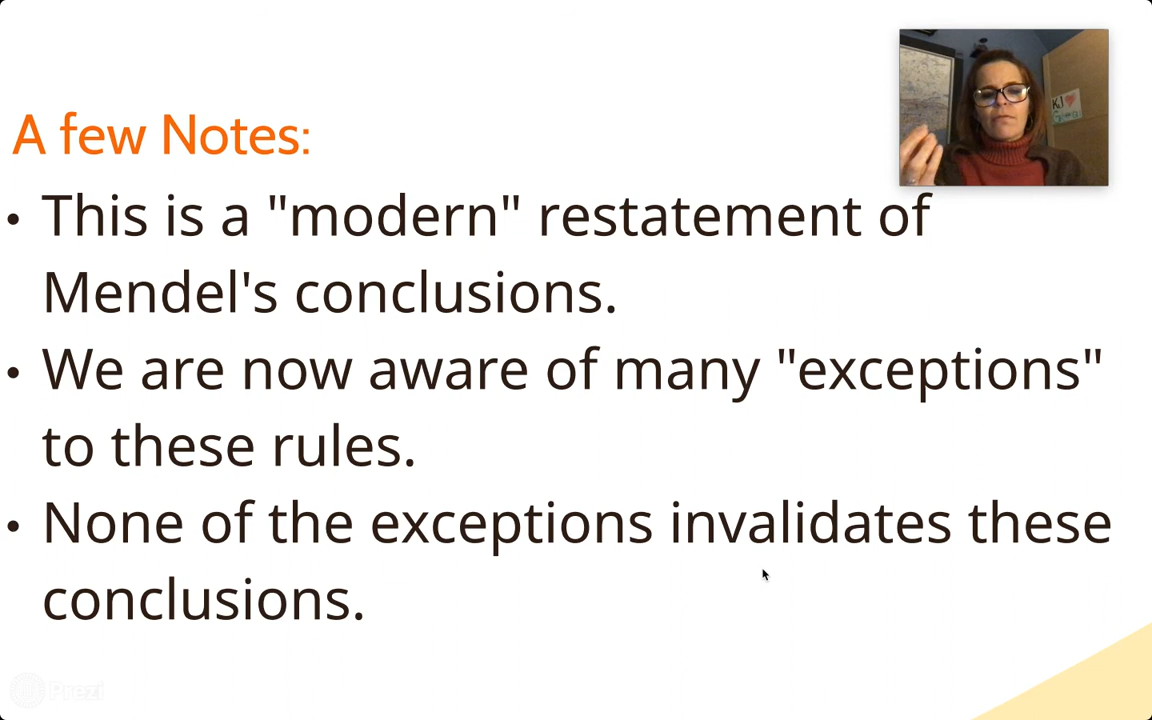 A few Notes:
• This is a "modern" restatement of
Mendel's conclusions.
• We are now aware of many "exceptions"
to these rules.
• None of the exceptions invalidates these
conclusions.
Prezi